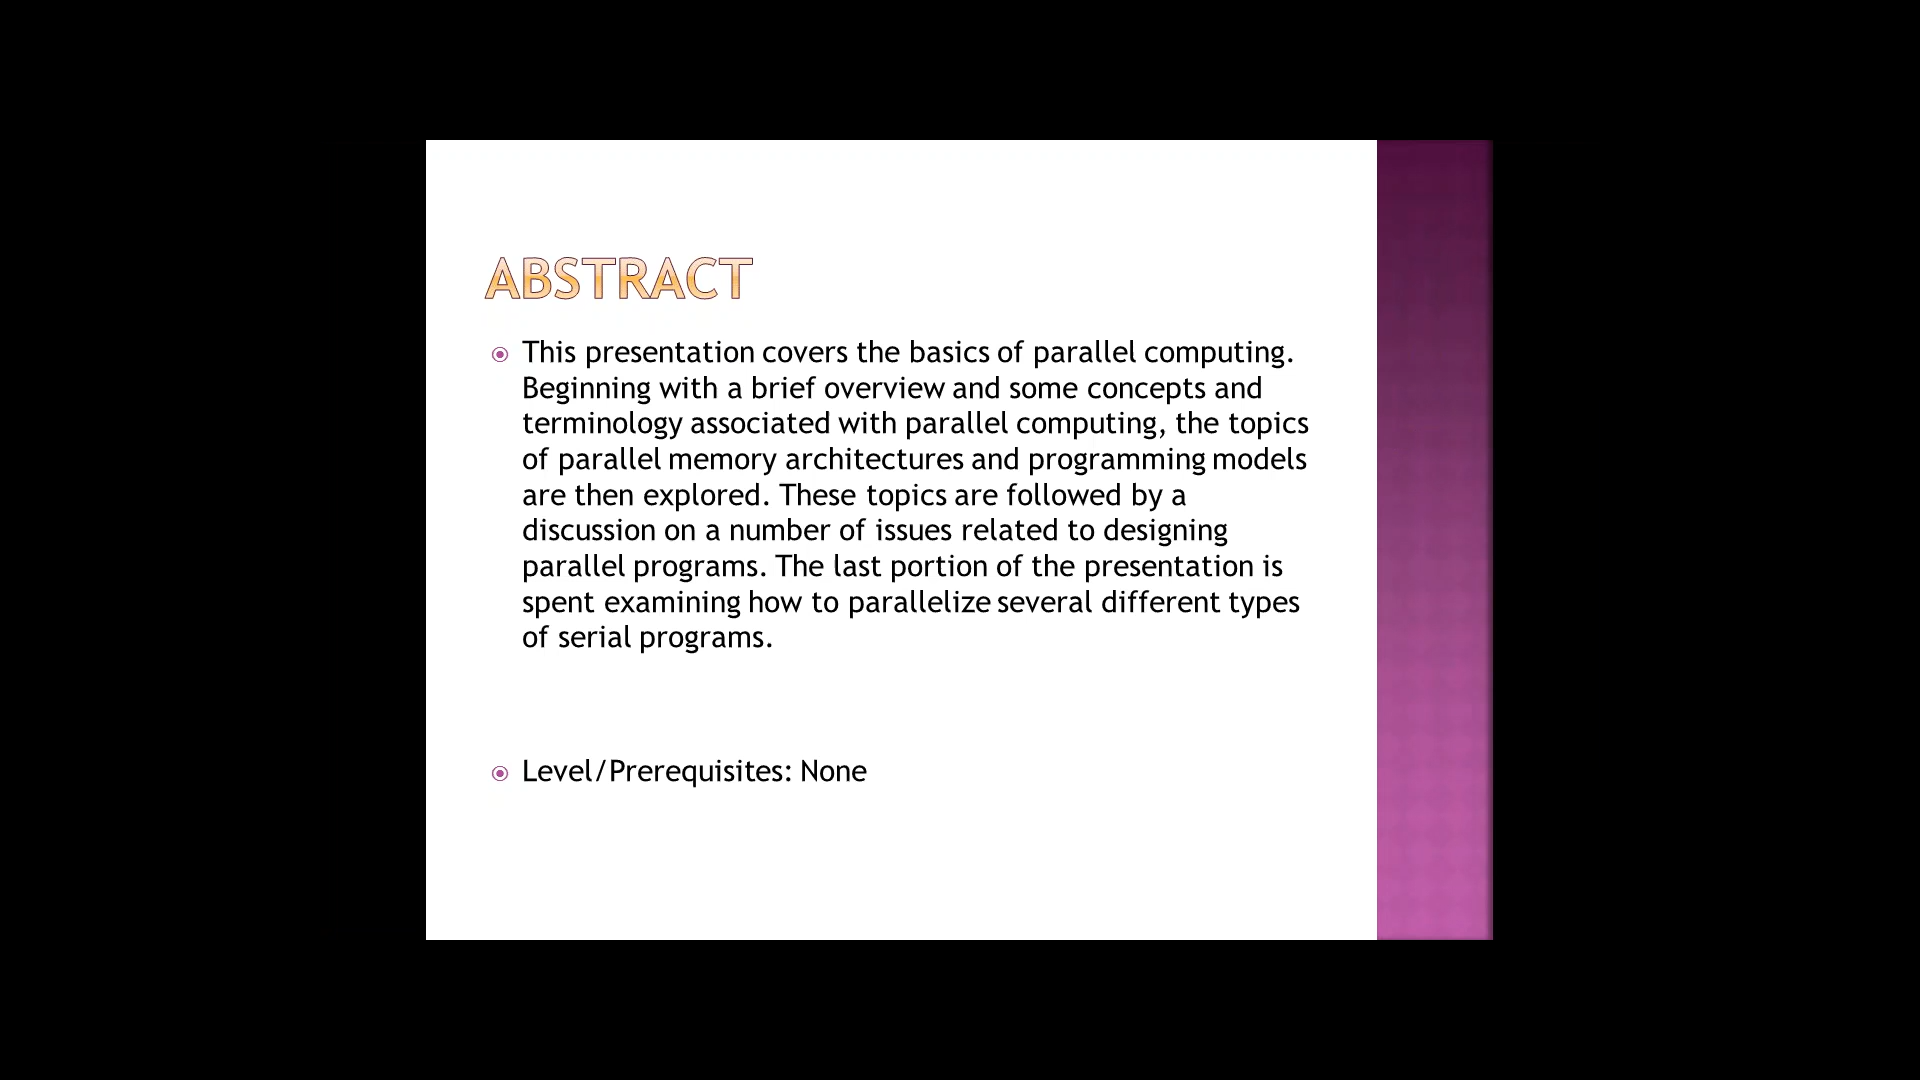 ABSTRACT
This presentation covers the basics of parallel computing.
Beginning with a brief overview and some concepts and
terminology associated with parallel computing, the topics
of parallel memory architectures and programming models
are then explored. These topics are followed by a
discussion on a number of issues related to designing
parallel programs. The last portion of the presentation is
spent examining how to parallelize several different types
of serial programs.
Level/Prerequisites: None